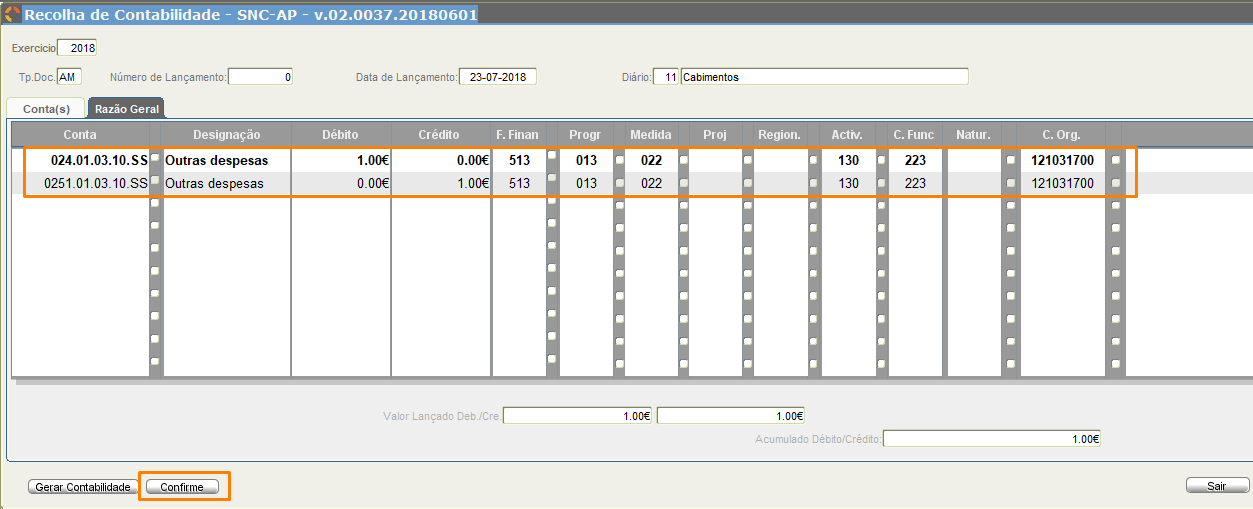 Recolha de Contabilidade - SNC-AP - v.02.0037.20180601
Exercicio 2018
Tp.Doc. AM Número de Lançamento: 0 Data de Lançamento: 23-07-2018 Diário: 11 Cabimentos
Conta(s) Razão Geral
Conta Designação Débito Crédito F. Finan Progr Medida Proj Region. Activ. C. Func Natur. C. Org.
024.01.03.10.SS Outras despesas 1.00€ 0.00€ 513 013 022 130 223 121031700
0251.01.03.10.SS Outras despesas 0.00€ 1.00€ 513 013 022 130 223 121031700
Valor Lançado Deb./Cre. 1.00€ 1.00€
Acumulado Débito/Crédito: 1.00€
Gerar Contabilidade Confirme Sair